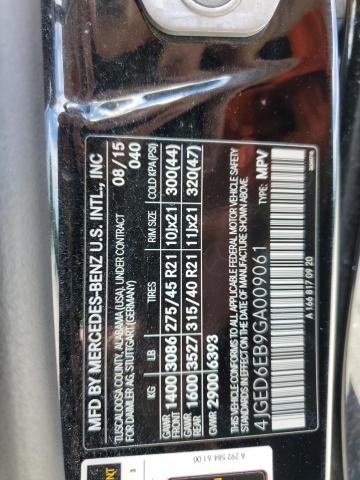 MFD BY MERCEDES-BENZ U.S. INTL., INC
TUSCALOOSA COUNTY, ALABAMA (USA), UNDER CONTRACT
FOR DAIMLER AG, STUTTGART (GERMANY)
08/15
040
KG LB TIRES RIM SIZE COLD KPA(PSI)
GAWR FRONT 1400 3086 275/45 R21 10Jx21 300(44)
GAWR REAR 1600 3527 315/40 R21 11Jx21 320(47)
GVWR 2900 6393
THIS VEHICLE CONFORMS TO ALL APPLICABLE FEDERAL MOTOR VEHICLE SAFETY
STANDARDS IN EFFECT ON THE DATE OF MANUFACTURE SHOWN ABOVE.
4JGED6EB9GA009061 TYPE: MPV
A 166 817 09 20
A 292 584 61 00